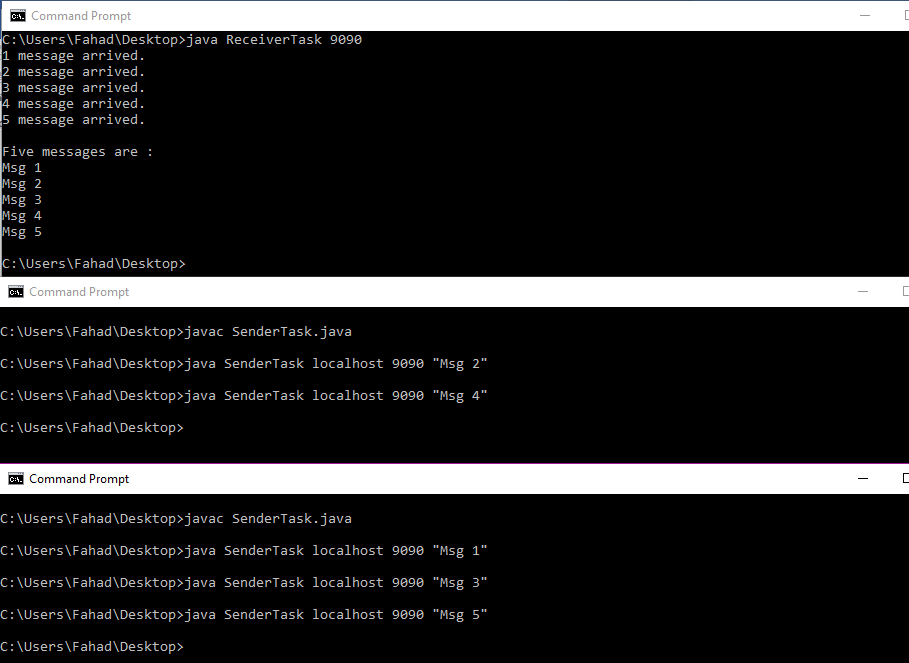 Command Prompt
C:\Users\Fahad\Desktop>java ReceiverTask 9090
1 message arrived.
2 message arrived.
3 message arrived.
4 message arrived.
5 message arrived.
Five messages are :
Msg 1
Msg 2
Msg 3
Msg 4
Msg 5
C:\Users\Fahad\Desktop>
Command Prompt
C:\Users\Fahad\Desktop>javac SenderTask.java
C:\Users\Fahad\Desktop>java SenderTask localhost 9090 "Msg 2"
C:\Users\Fahad\Desktop>java SenderTask localhost 9090 "Msg 4"
C:\Users\Fahad\Desktop>
Command Prompt
C:\Users\Fahad\Desktop>javac SenderTask.java
C:\Users\Fahad\Desktop>java SenderTask localhost 9090 "Msg 1"
C:\Users\Fahad\Desktop>java SenderTask localhost 9090 "Msg 3"
C:\Users\Fahad\Desktop>java SenderTask localhost 9090 "Msg 5"
C:\Users\Fahad\Desktop>